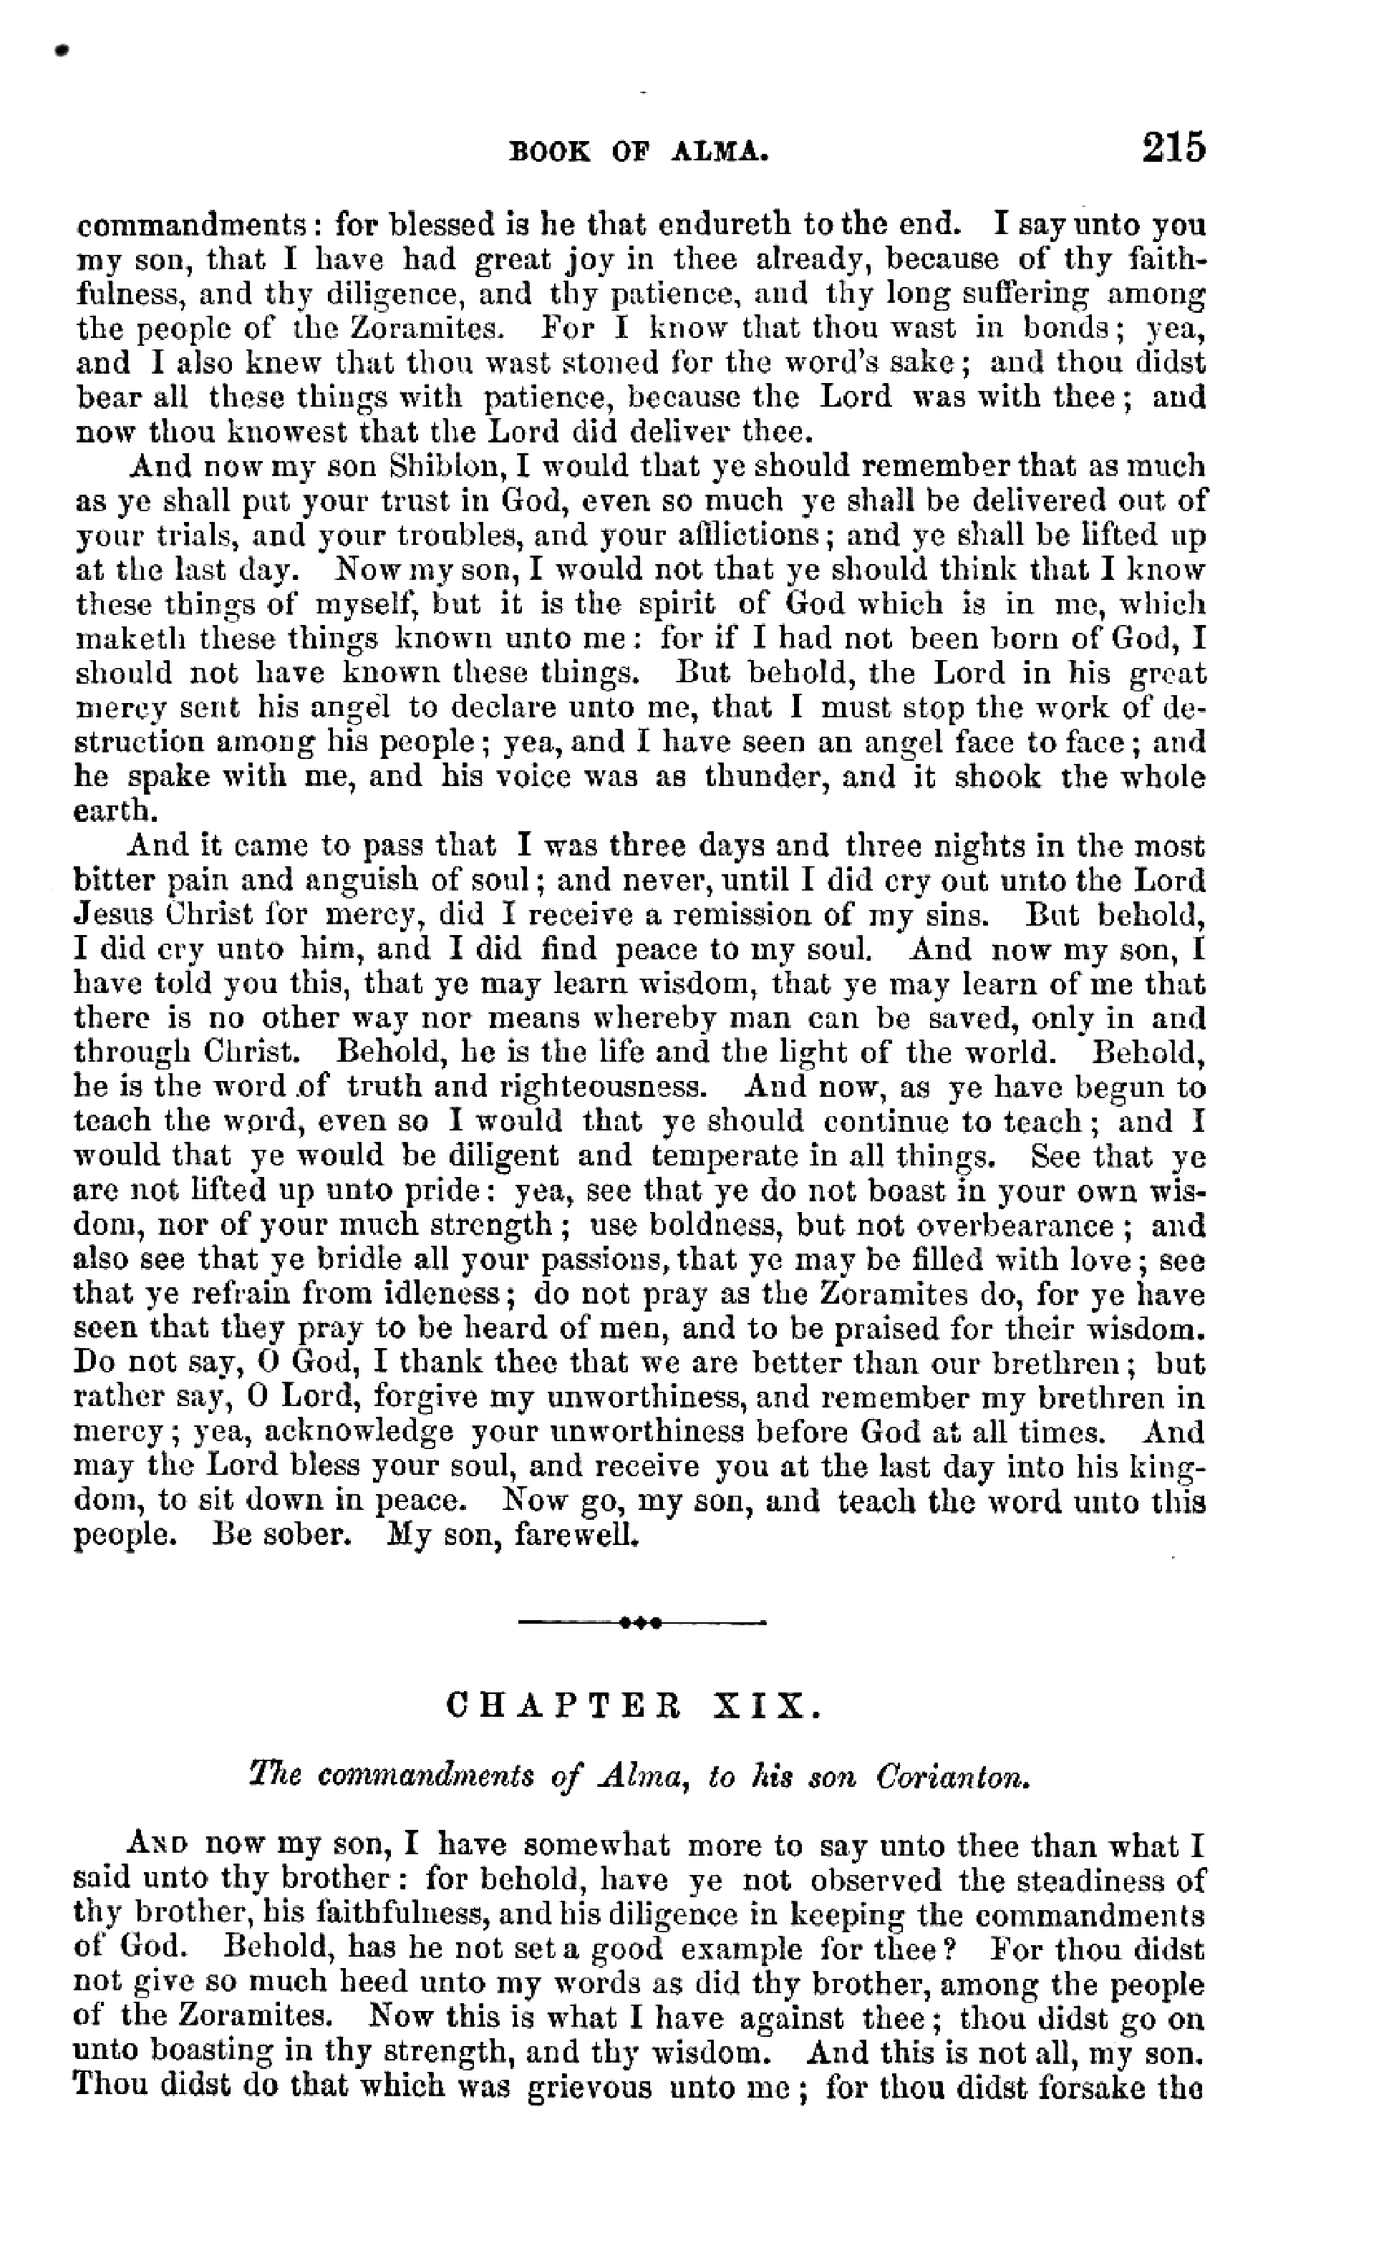 BOOK OF ALMA. 215
commandments: for blessed is he that endureth to the end. I say unto you
my son, that I have had great joy in thee already, because of thy faith-
fulness, and thy diligence, and thy patience, and thy long suffering among
the people of the Zoramites. For I know that thou wast in bonds; yea,
and I also knew that thou wast stoned for the word's sake; and thou didst
bear all these things with patience, because the Lord was with thee; and
now thou knowest that the Lord did deliver thee.
And now my son Shiblon, I would that ye should remember that as much
as ye shall put your trust in God, even so much ye shall be delivered out of
your trials, and your troubles, and your afflictions; and ye shall be lifted up
at the last day. Now my son, I would not that ye should think that I know
these things of myself, but it is the spirit of God which is in me, which
maketh these things known unto me: for if I had not been born of God, I
should not have known these things. But behold, the Lord in his great
mercy sent his angel to declare unto me, that I must stop the work of de-
struction among his people; yea, and I have seen an angel face to face; and
he spake with me, and his voice was as thunder, and it shook the whole
earth.
And it came to pass that I was three days and three nights in the most
bitter pain and anguish of soul; and never, until I did cry out unto the Lord
Jesus Christ for mercy, did I receive a remission of my sins. But behold,
I did cry unto him, and I did find peace to my soul. And now my son, I
have told you this, that ye may learn wisdom, that ye may learn of me that
there is no other way nor means whereby man can be saved, only in and
through Christ. Behold, he is the life and the light of the world. Behold,
he is the word of truth and righteousness. And now, as ye have begun to
teach the word, even so I would that ye should continue to teach; and I
would that ye would be diligent and temperate in all things. See that ye
are not lifted up unto pride: yea, see that ye do not boast in your own wis-
dom, nor of your much strength; use boldness, but not overbearance; and
also see that ye bridle all your passions, that ye may be filled with love; see
that ye refrain from idleness; do not pray as the Zoramites do, for ye have
seen that they pray to be heard of men, and to be praised for their wisdom.
Do not say, O God, I thank thee that we are better than our brethren; but
rather say, O Lord, forgive my unworthiness, and remember my brethren in
mercy; yea, acknowledge your unworthiness before God at all times. And
may the Lord bless your soul, and receive you at the last day into his king-
dom, to sit down in peace. Now go, my son, and teach the word unto this
people. Be sober. My son, farewell.
CHAPTER XIX.
The commandments of Alma, to his son Corianton.
AND now my son, I have somewhat more to say unto thee than what I
said unto thy brother: for behold, have ye not observed the steadiness of
thy brother, his faithfulness, and his diligence in keeping the commandments
of God. Behold, has he not set a good example for thee? For thou didst
not give so much heed unto my words as did thy brother, among the people
of the Zoramites. Now this is what I have against thee; thou didst go on
unto boasting in thy strength, and thy wisdom. And this is not all, my son.
Thou didst do that which was grievous unto me; for thou didst forsake the